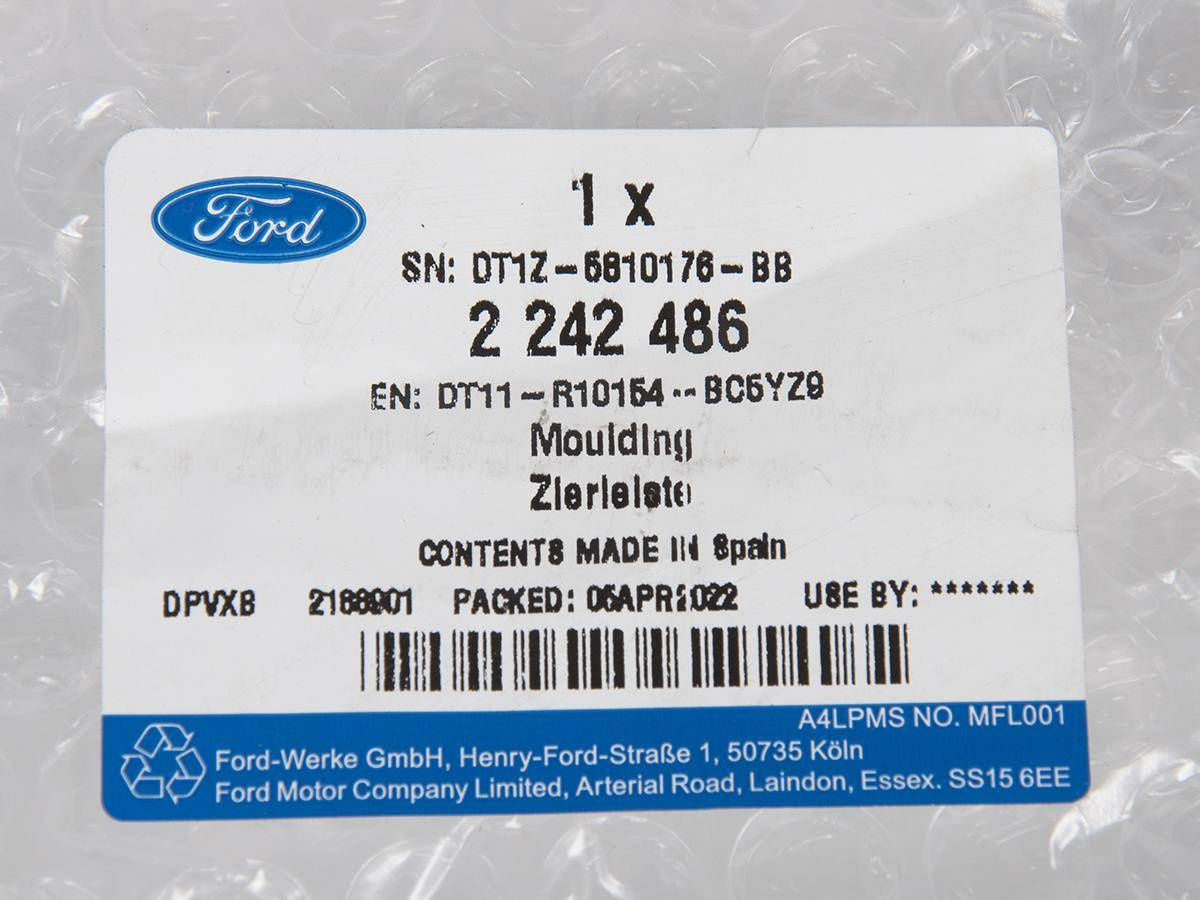 Ford
1 x
SN: DT1Z-5810176-BB
2 242 486
EN: DT11-R10154--BC5YZ9
Moulding
Zierleiste
CONTENTS MADE IN Spain
DPVXB 2188901 PACKED: 05APR2022 USE BY: *******
A4LPMS NO. MFL001
Ford-Werke GmbH, Henry-Ford-Straße 1, 50735 Köln
Ford Motor Company Limited, Arterial Road, Laindon, Essex. SS15 6EE